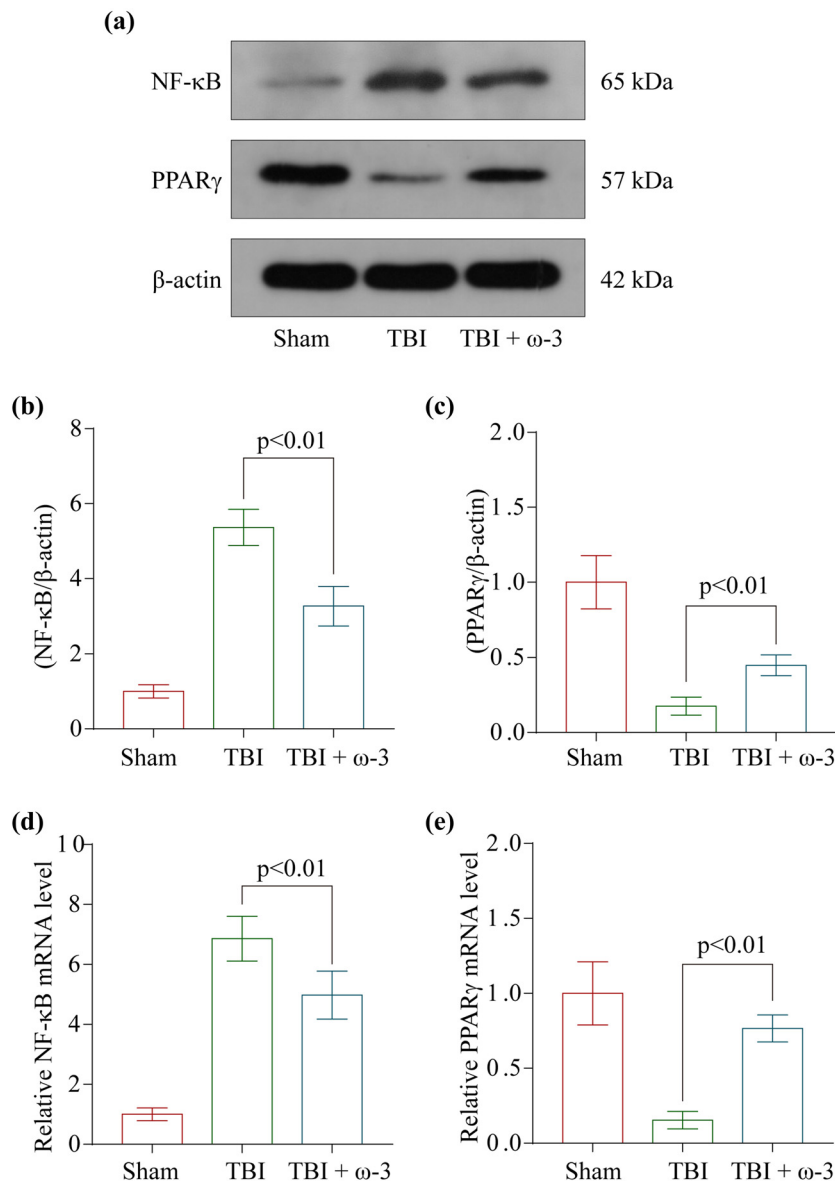 (a)
NF-κB
65 kDa
PPARγ
57 kDa
β-actin
42 kDa
Sham
TBI
TBI + ω-3
(b)
(NF-κB/β-actin)
8
6
4
2
0
p<0.01
Sham
TBI
TBI + ω-3
(c)
(PPARγ/β-actin)
2.0
1.5
1.0
0.5
0.0
p<0.01
Sham
TBI
TBI + ω-3
(d)
Relative NF-κB mRNA level
10
8
6
4
2
0
p<0.01
Sham
TBI
TBI + ω-3
(e)
Relative PPARγ mRNA level
2.0
1.5
1.0
0.5
0.0
p<0.01
Sham
TBI
TBI + ω-3